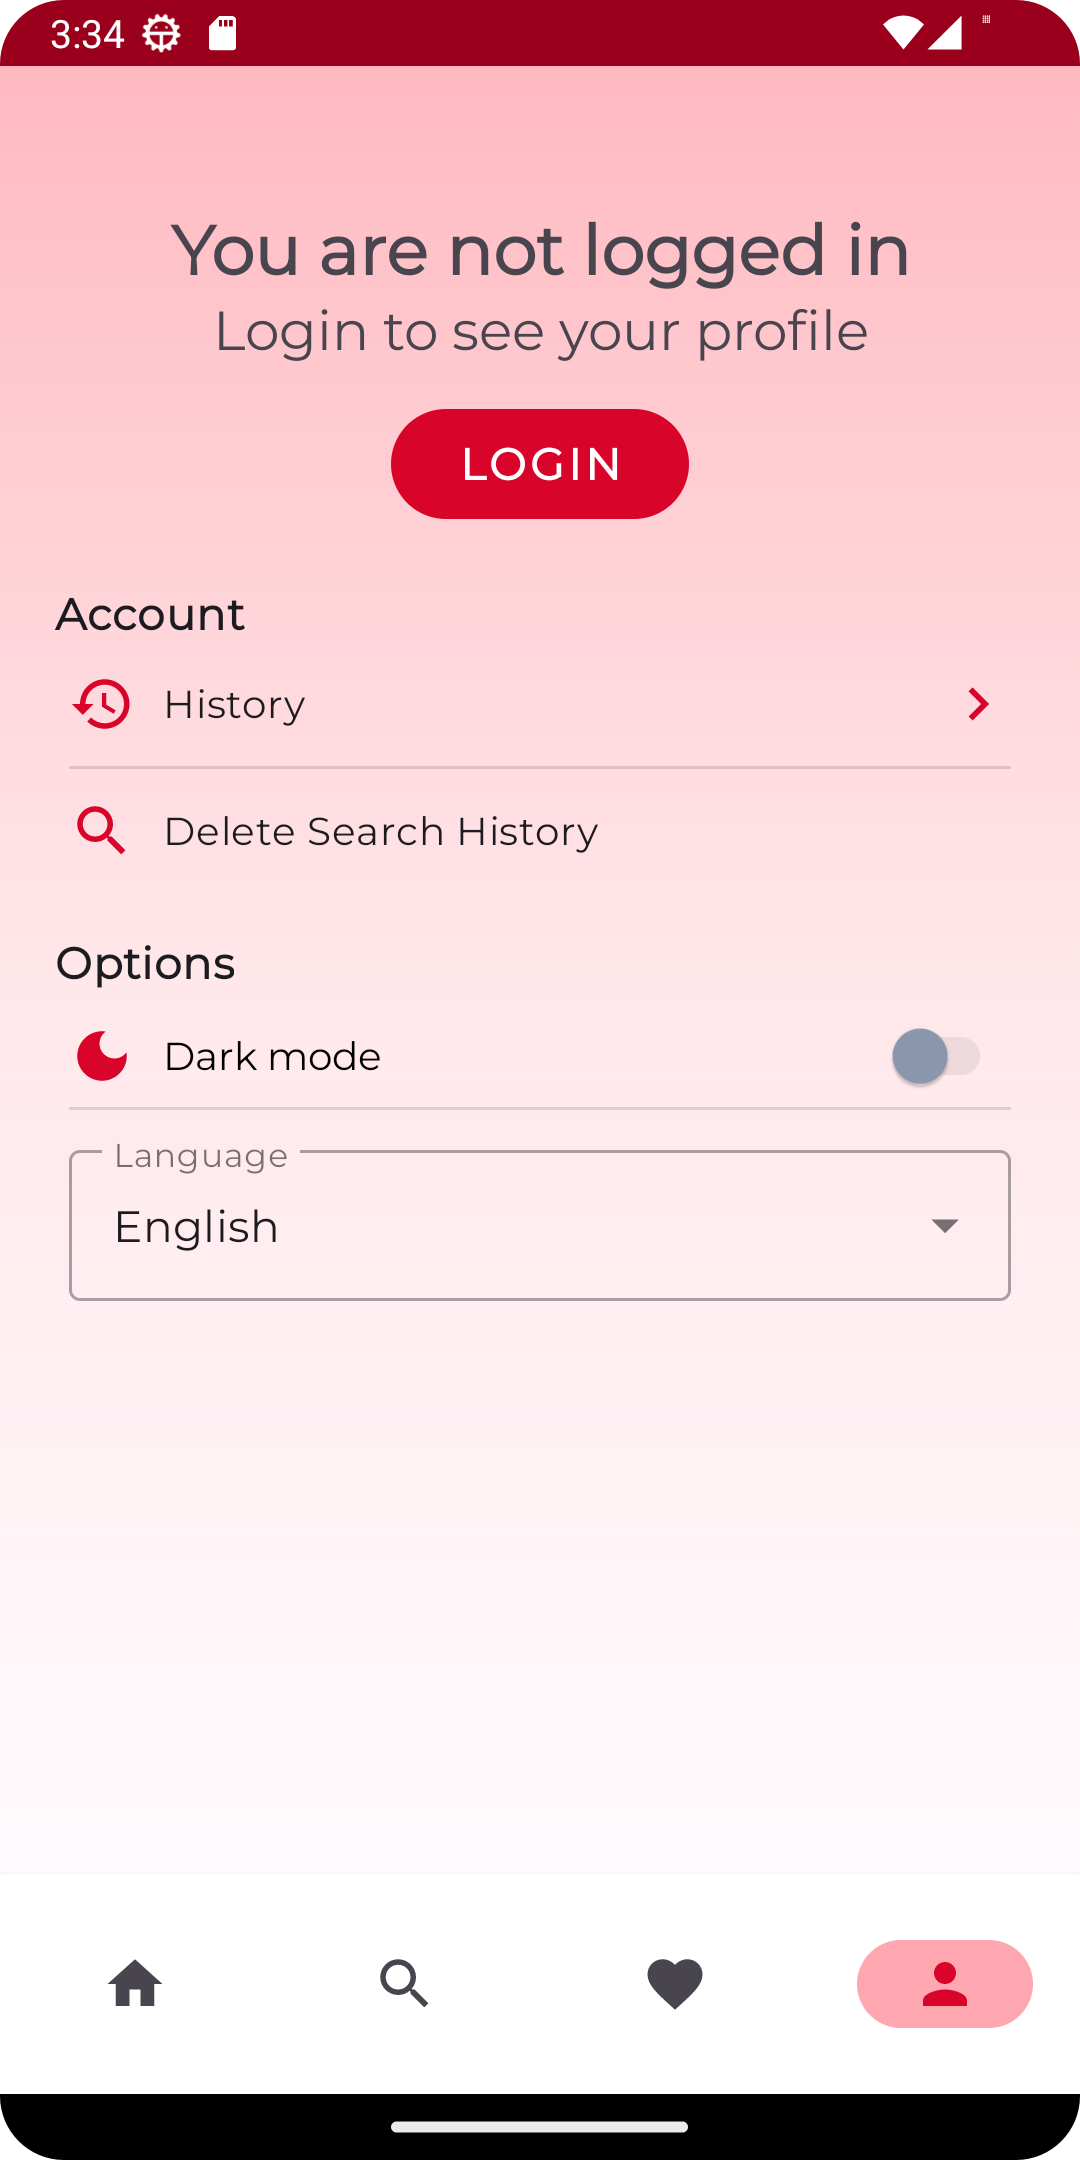 3:34
You are not logged in
Login to see your profile
LOGIN
Account
History
Delete Search History
Options
Dark mode
Language
English